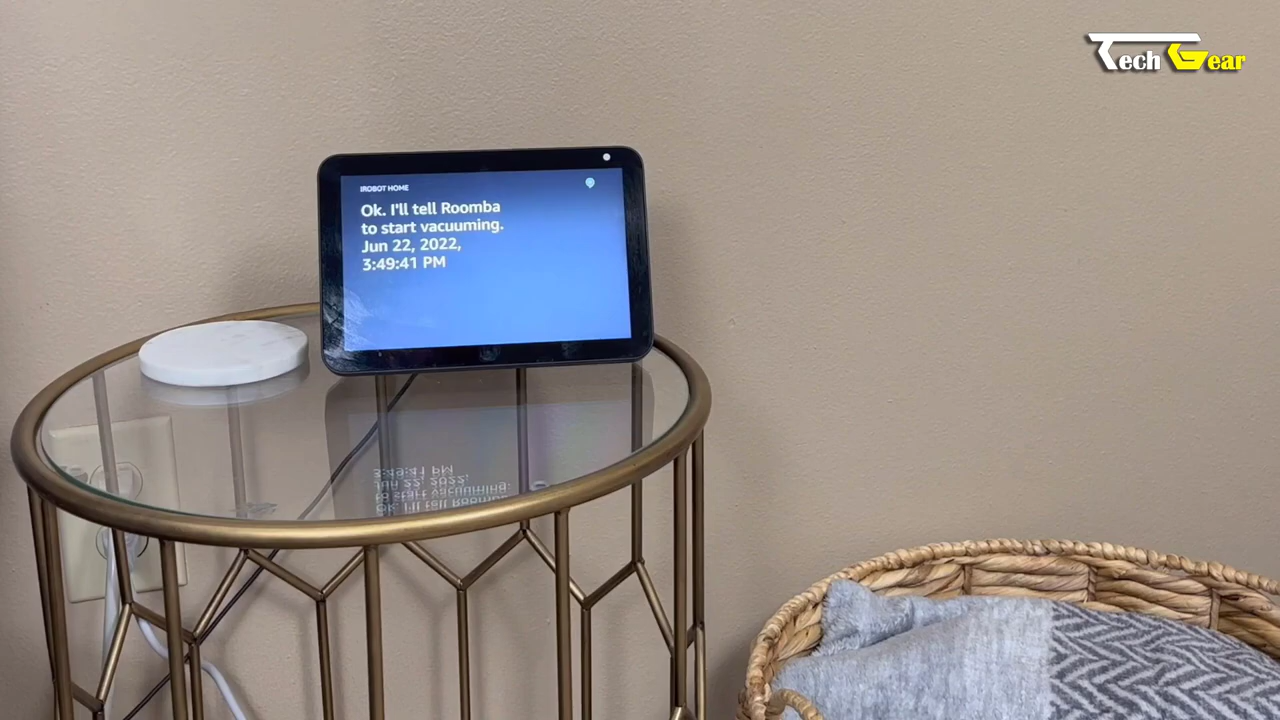 Tech Gear
IROBOT HOME
Ok. I'll tell Roomba
to start vacuuming.
Jun 22, 2022,
3:49:41 PM